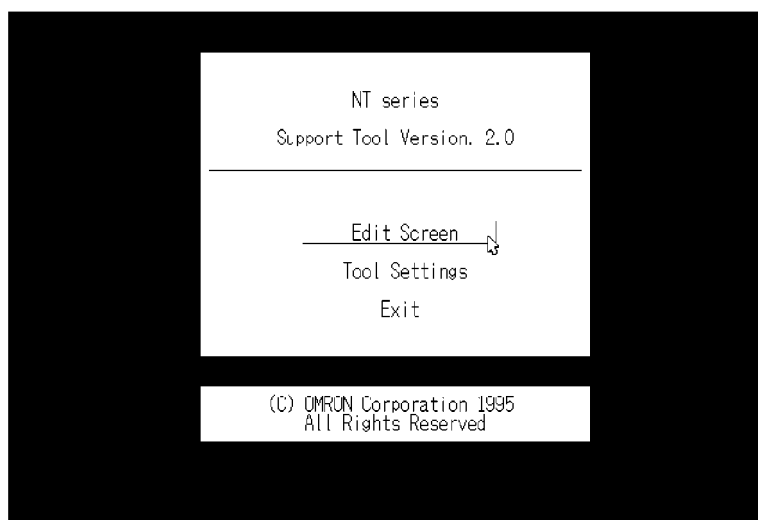 NT series
Support Tool Version. 2.0
Edit Screen
Tool Settings
Exit
(C) OMRON Corporation 1995
All Rights Reserved